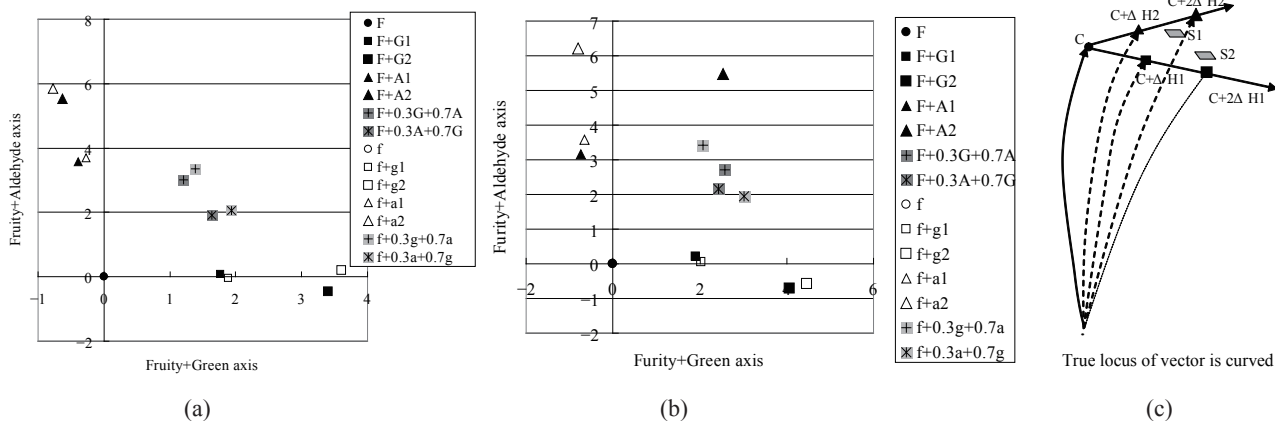 8
6
4
2
0
−2
−1
0
1
2
3
4
Fruity+Aldehyde axis
Fruity+Green axis
F
F+G1
F+G2
F+A1
F+A2
F+0.3G+0.7A
F+0.3A+0.7G
f
f+g1
f+g2
f+a1
f+a2
f+0.3g+0.7a
f+0.3a+0.7g
(a)
7
6
5
4
3
2
1
0
−1
−2
−2
0
2
4
6
Furity+Aldehyde axis
Furity+Green axis
F
F+G1
F+G2
F+A1
F+A2
F+0.3G+0.7A
F+0.3A+0.7G
f
f+g1
f+g2
f+a1
f+a2
f+0.3g+0.7a
f+0.3a+0.7g
(b)
C+2Δ H2
C+Δ H2
C
S1
S2
C+Δ H1
C+2Δ H1
True locus of vector is curved
(c)